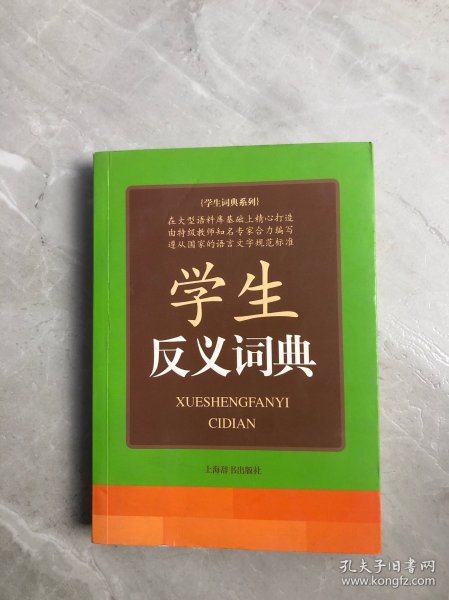 {学生词典系列}
在大型语料库基础上精心打造
由特级教师知名专家合力编写
遵从国家的语言文字规范标准
学生
反义词典
XUESHENGFANYI
CIDIAN
上海辞书出版社
孔夫子旧书网
www.kongfz.com